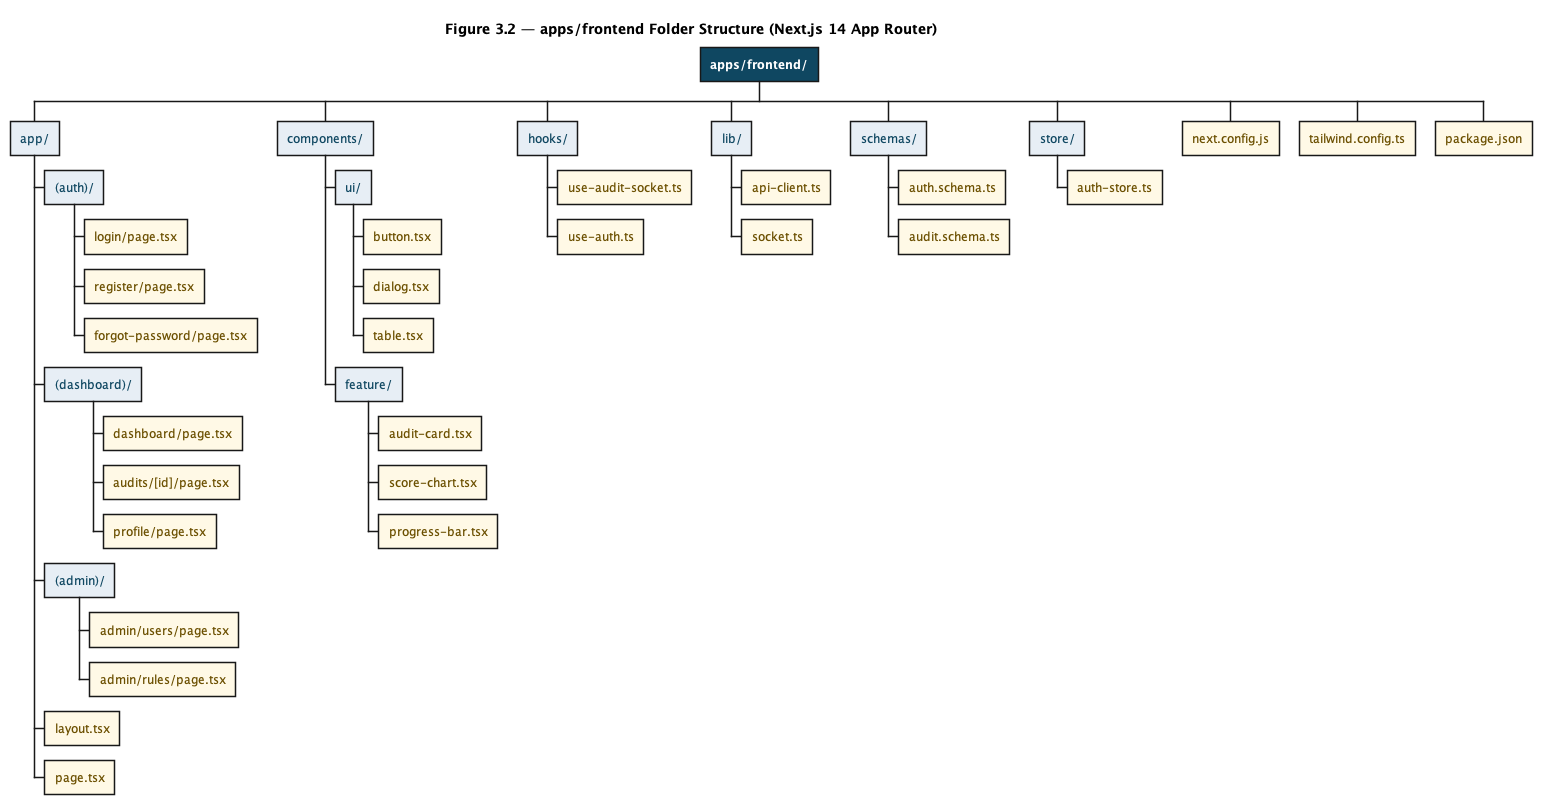 Figure 3.2 — apps/frontend Folder Structure (Next.js 14 App Router)
apps/frontend/
app/
(auth)/
login/page.tsx
register/page.tsx
forgot-password/page.tsx
(dashboard)/
dashboard/page.tsx
audits/[id]/page.tsx
profile/page.tsx
(admin)/
admin/users/page.tsx
admin/rules/page.tsx
layout.tsx
page.tsx
components/
ui/
button.tsx
dialog.tsx
table.tsx
feature/
audit-card.tsx
score-chart.tsx
progress-bar.tsx
hooks/
use-audit-socket.ts
use-auth.ts
lib/
api-client.ts
socket.ts
schemas/
auth.schema.ts
audit.schema.ts
store/
auth-store.ts
next.config.js
tailwind.config.ts
package.json